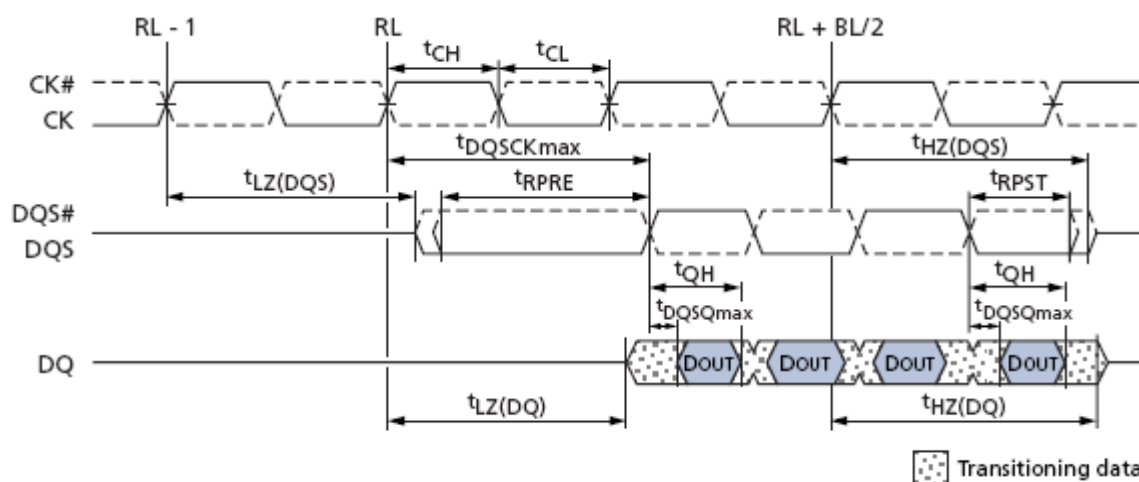 RL - 1
RL
RL + BL/2
tCH
tCL
CK#
CK
tDQSCKmax
tHZ(DQS)
tLZ(DQS)
tRPRE
tRPST
DQS#
DQS
tQH
tQH
tDQSQmax
tDQSQmax
DQ
DOUT
DOUT
DOUT
DOUT
tLZ(DQ)
tHZ(DQ)
Transitioning data